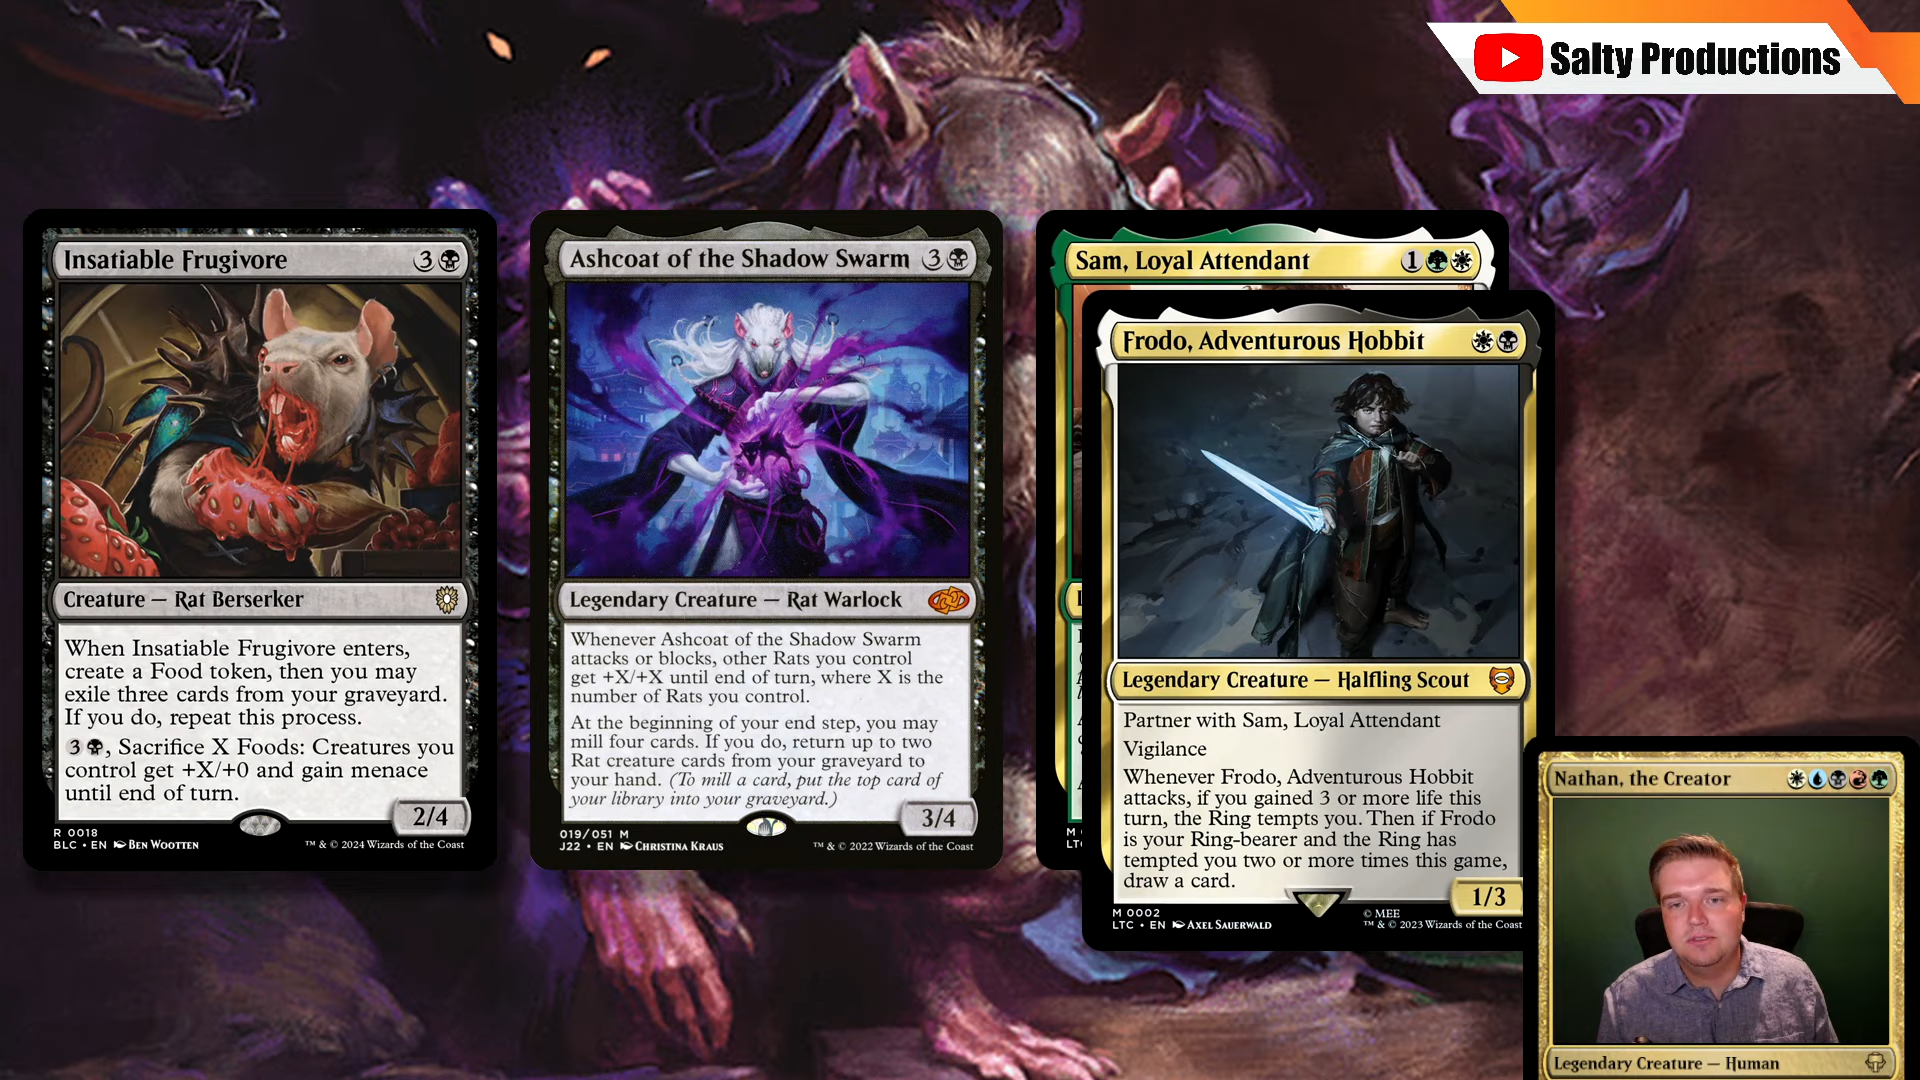 Salty Productions
Insatiable Frugivore 3
Creature — Rat Berserker
When Insatiable Frugivore enters,
create a Food token, then you may
exile three cards from your graveyard.
If you do, repeat this process.
3, Sacrifice X Foods: Creatures you
control get +X/+0 and gain menace
until end of turn.
2/4
R 0018
BLC • EN BEN WOOTTEN
™ & © 2024 Wizards of the Coast
Ashcoat of the Shadow Swarm 3
Legendary Creature — Rat Warlock
Whenever Ashcoat of the Shadow Swarm
attacks or blocks, other Rats you control
get +X/+X until end of turn, where X is the
number of Rats you control.
At the beginning of your end step, you may
mill four cards. If you do, return up to two
Rat creature cards from your graveyard to
your hand. (To mill a card, put the top card of
your library into your graveyard.)
3/4
019/051 M
J22 • EN CHRISTINA KRAUS
™ & © 2022 Wizards of the Coast
Sam, Loyal Attendant 1
Frodo, Adventurous Hobbit
Legendary Creature — Halfling Scout
Partner with Sam, Loyal Attendant
Vigilance
Whenever Frodo, Adventurous Hobbit
attacks, if you gained 3 or more life this
turn, the Ring tempts you. Then if Frodo
is your Ring-bearer and the Ring has
tempted you two or more times this game,
draw a card.
1/3
M 0002
LTC • EN AXEL SAUERWALD
© MEE
™ & © 2023 Wizards of the Coast
Nathan, the Creator
Legendary Creature — Human